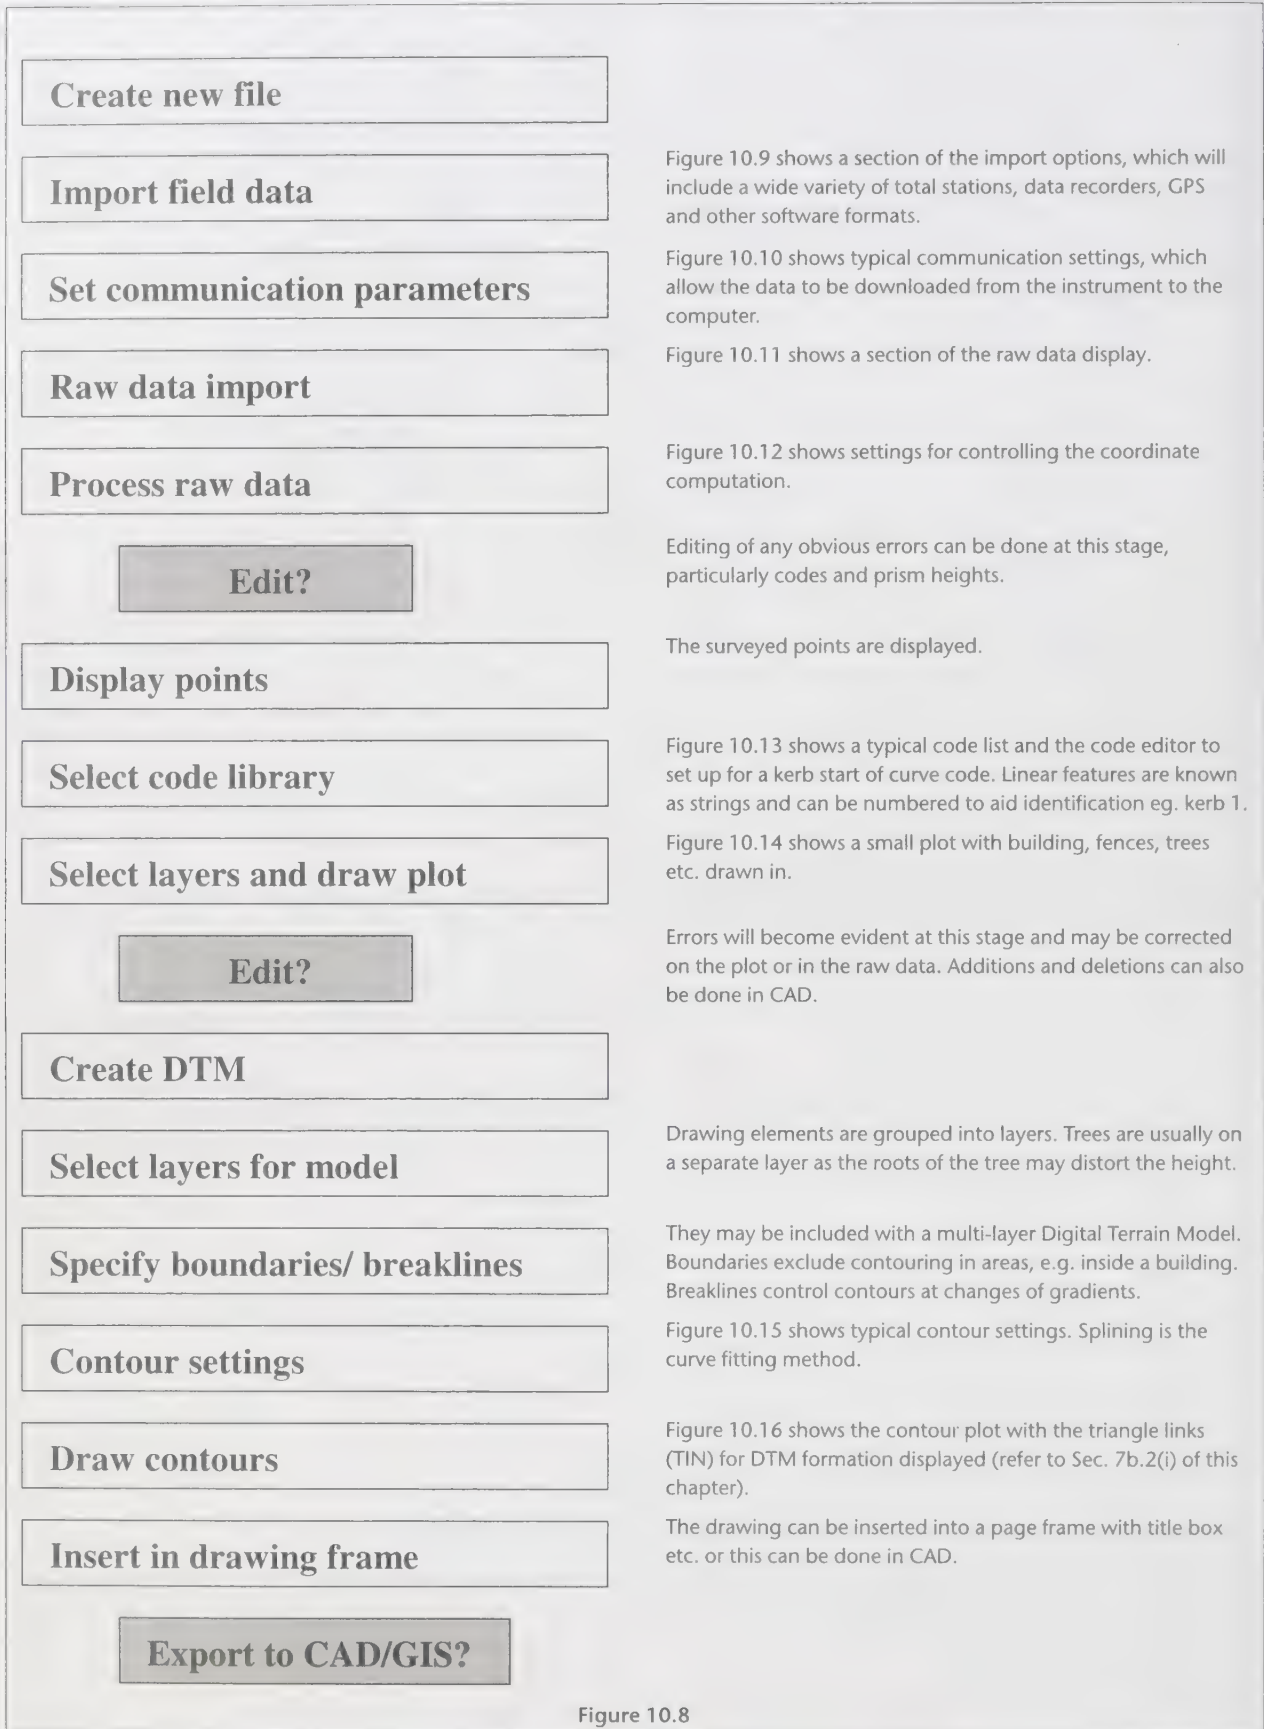 Create new file
Import field data
Figure 10.9 shows a section of the import options, which will
include a wide variety of total stations, data recorders, GPS
and other software formats.
Set communication parameters
Figure 10.10 shows typical communication settings, which
allow the data to be downloaded from the instrument to the
computer.
Raw data import
Figure 10.11 shows a section of the raw data display.
Process raw data
Figure 10.12 shows settings for controlling the coordinate
computation.
Edit?
Editing of any obvious errors can be done at this stage,
particularly codes and prism heights.
Display points
The surveyed points are displayed.
Select code library
Figure 10.13 shows a typical code list and the code editor to
set up for a kerb start of curve code. Linear features are known
as strings and can be numbered to aid identification eg. kerb 1.
Select layers and draw plot
Figure 10.14 shows a small plot with building, fences, trees
etc. drawn in.
Edit?
Errors will become evident at this stage and may be corrected
on the plot or in the raw data. Additions and deletions can also
be done in CAD.
Create DTM
Select layers for model
Drawing elements are grouped into layers. Trees are usually on
a separate layer as the roots of the tree may distort the height.
Specify boundaries/ breaklines
They may be included with a multi-layer Digital Terrain Model.
Boundaries exclude contouring in areas, e.g. inside a building.
Breaklines control contours at changes of gradients.
Contour settings
Figure 10.15 shows typical contour settings. Splining is the
curve fitting method.
Draw contours
Figure 10.16 shows the contour plot with the triangle links
(TIN) for DTM formation displayed (refer to Sec. 7b.2(i) of this
chapter).
Insert in drawing frame
The drawing can be inserted into a page frame with title box
etc. or this can be done in CAD.
Export to CAD/GIS?
Figure 10.8